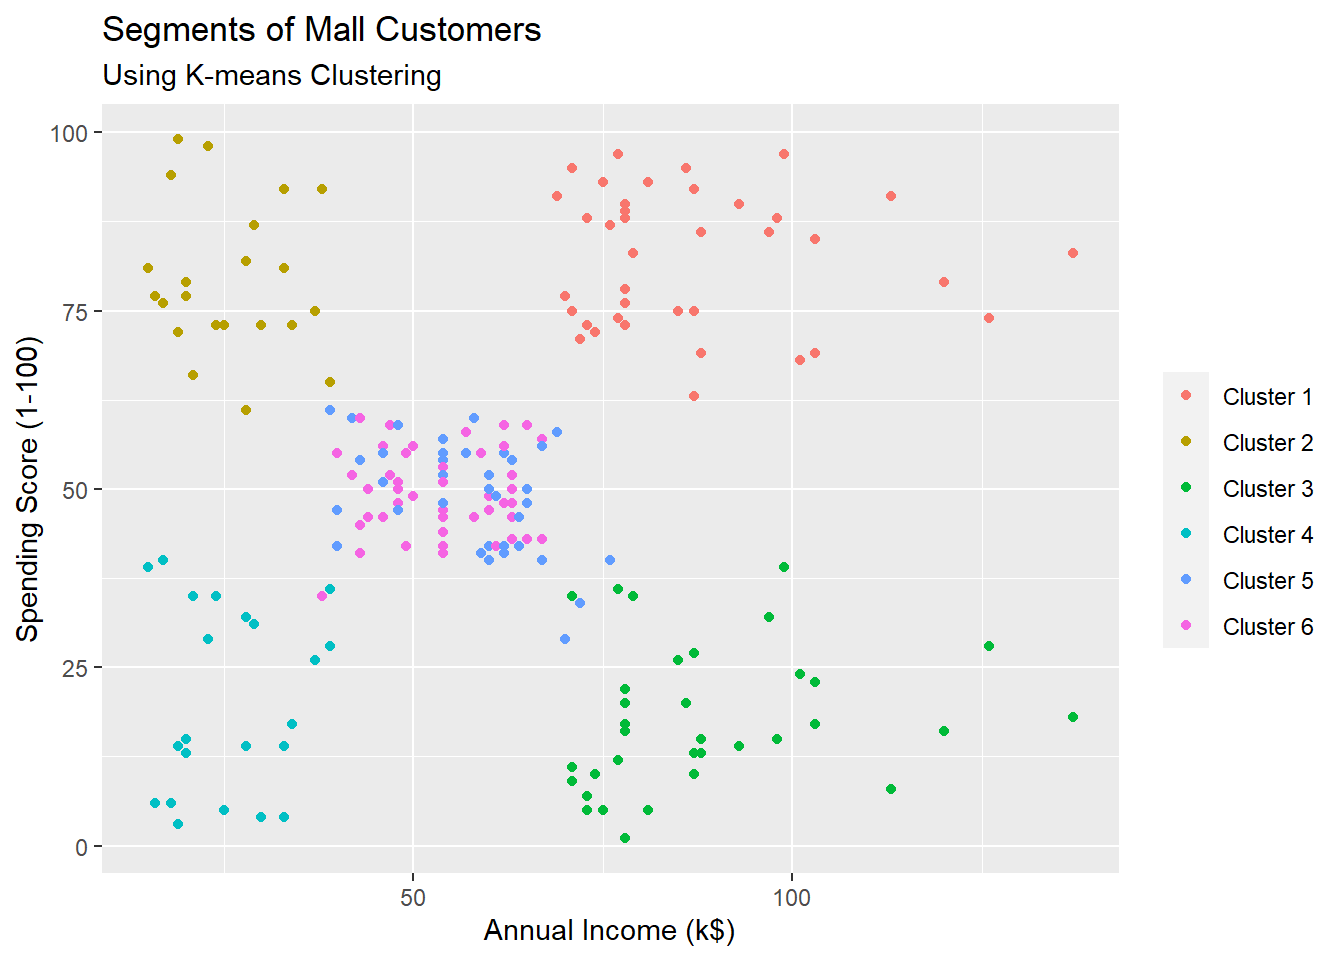 Segments of Mall Customers
Using K-means Clustering
100
75
50
25
0
Spending Score (1-100)
50
100
Annual Income (k$)
Cluster 1
Cluster 2
Cluster 3
Cluster 4
Cluster 5
Cluster 6